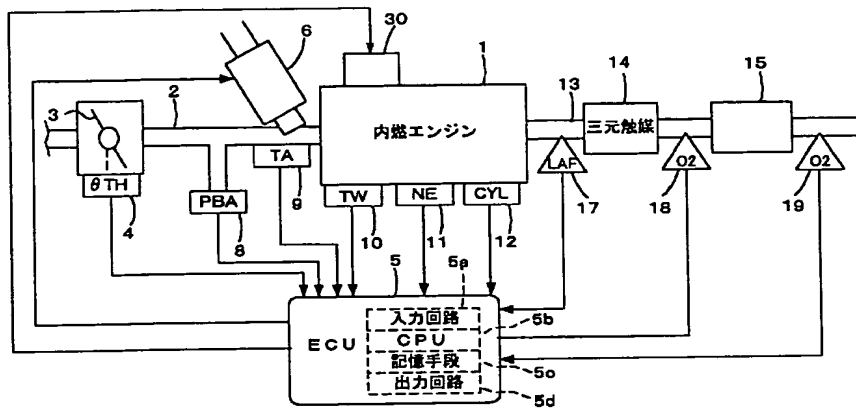 30
6
1
14
15
2
13
3
内燃エンジン
三元触媒
θTH
TA
LAF
O2
O2
PBA
TW
NE
CYL
17
18
19
4
8
9
10
11
12
5
5a
ECU
入力回路
5b
CPU
記憶手段
5c
出力回路
5d